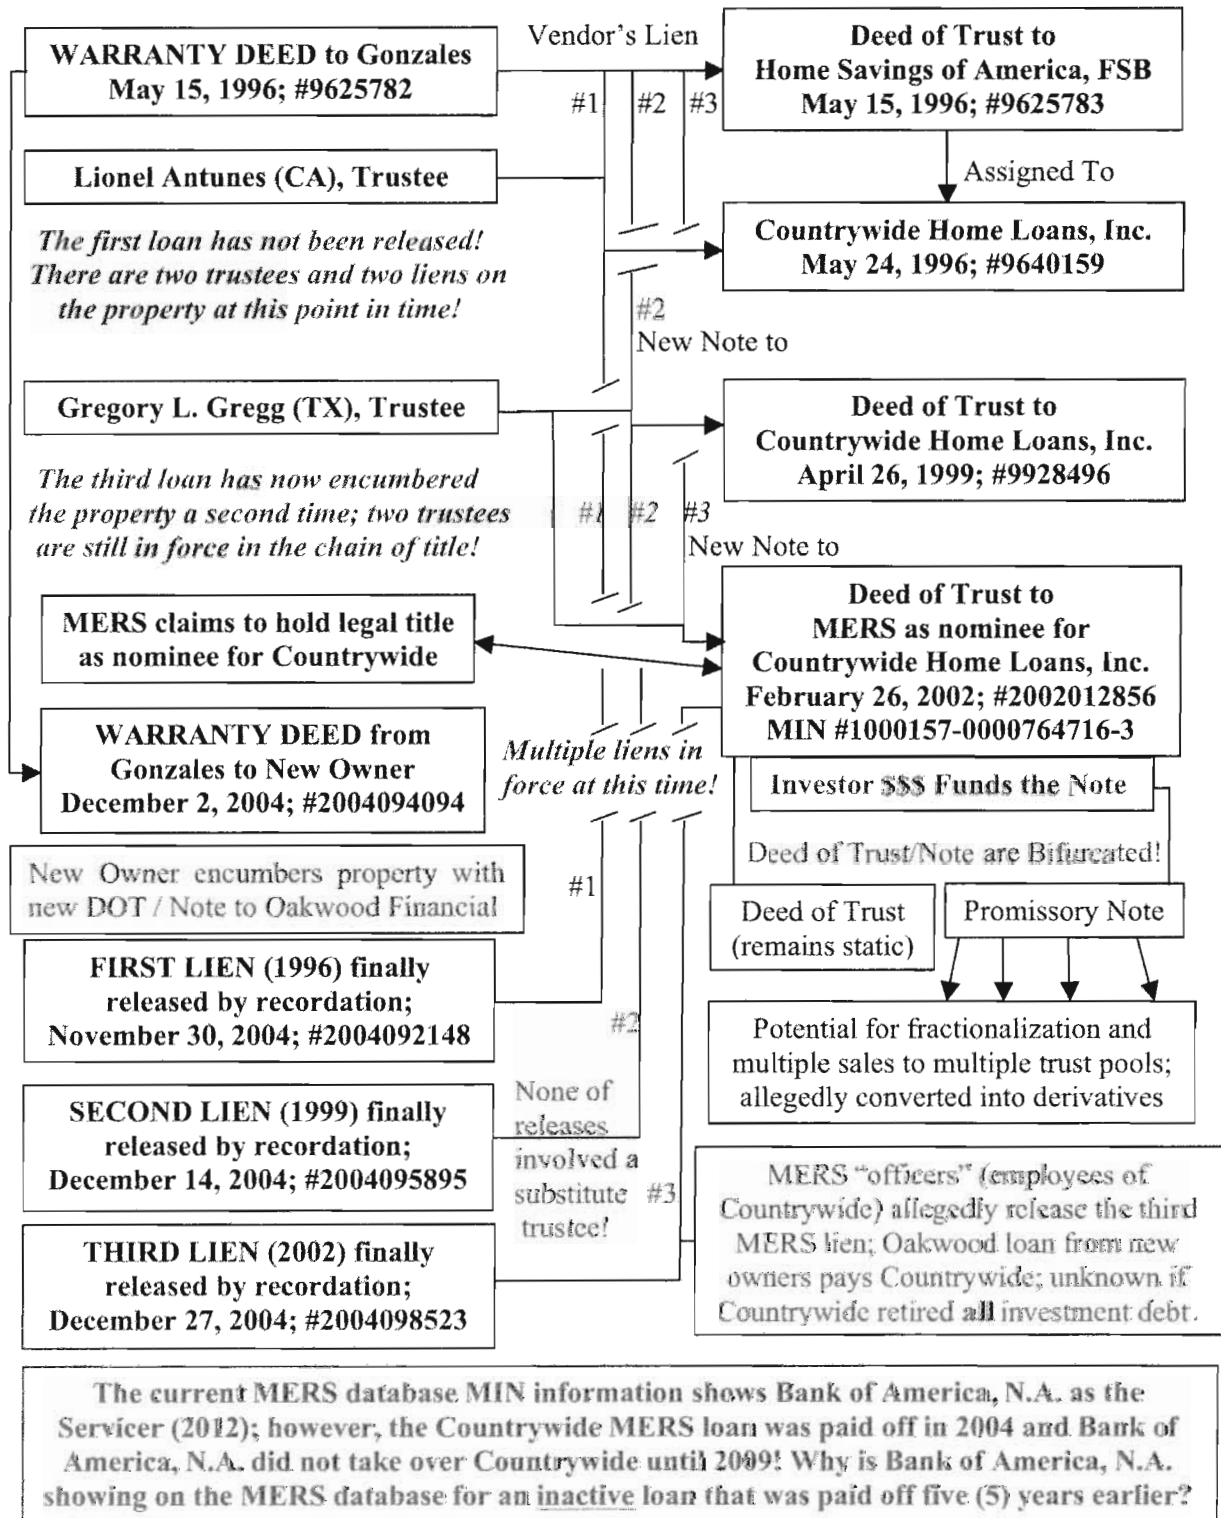 WARRANTY DEED to Gonzales
May 15, 1996; #9625782
Vendor's Lien
#1
#2
#3
Deed of Trust to
Home Savings of America, FSB
May 15, 1996; #9625783
Lionel Antunes (CA), Trustee
Assigned To
The first loan has not been released!
There are two trustees and two liens on
the property at this point in time!
Countrywide Home Loans, Inc.
May 24, 1996; #9640159
#2
New Note to
Gregory L. Gregg (TX), Trustee
Deed of Trust to
Countrywide Home Loans, Inc.
April 26, 1999; #9928496
The third loan has now encumbered
the property a second time; two trustees
are still in force in the chain of title!
#1
#2
#3
New Note to
MERS claims to hold legal title
as nominee for Countrywide
Deed of Trust to
MERS as nominee for
Countrywide Home Loans, Inc.
February 26, 2002; #2002012856
MIN #1000157-0000764716-3
WARRANTY DEED from
Gonzales to New Owner
December 2, 2004; #2004094094
Multiple liens in
force at this time!
Investor $$$ Funds the Note
Deed of Trust/Note are Bifurcated!
New Owner encumbers property with
new DOT / Note to Oakwood Financial
#1
Deed of Trust
(remains static)
Promissory Note
FIRST LIEN (1996) finally
released by recordation;
November 30, 2004; #2004092148
#2
Potential for fractionalization and
multiple sales to multiple trust pools;
allegedly converted into derivatives
SECOND LIEN (1999) finally
released by recordation;
December 14, 2004; #2004095895
None of
releases
involved a
substitute
trustee!
#3
MERS "officers" (employees of
Countrywide) allegedly release the third
MERS lien; Oakwood loan from new
owners pays Countrywide; unknown if
Countrywide retired all investment debt.
THIRD LIEN (2002) finally
released by recordation;
December 27, 2004; #2004098523
The current MERS database MIN information shows Bank of America, N.A. as the
Servicer (2012); however, the Countrywide MERS loan was paid off in 2004 and Bank of
America, N.A. did not take over Countrywide until 2009! Why is Bank of America, N.A.
showing on the MERS database for an inactive loan that was paid off five (5) years earlier?